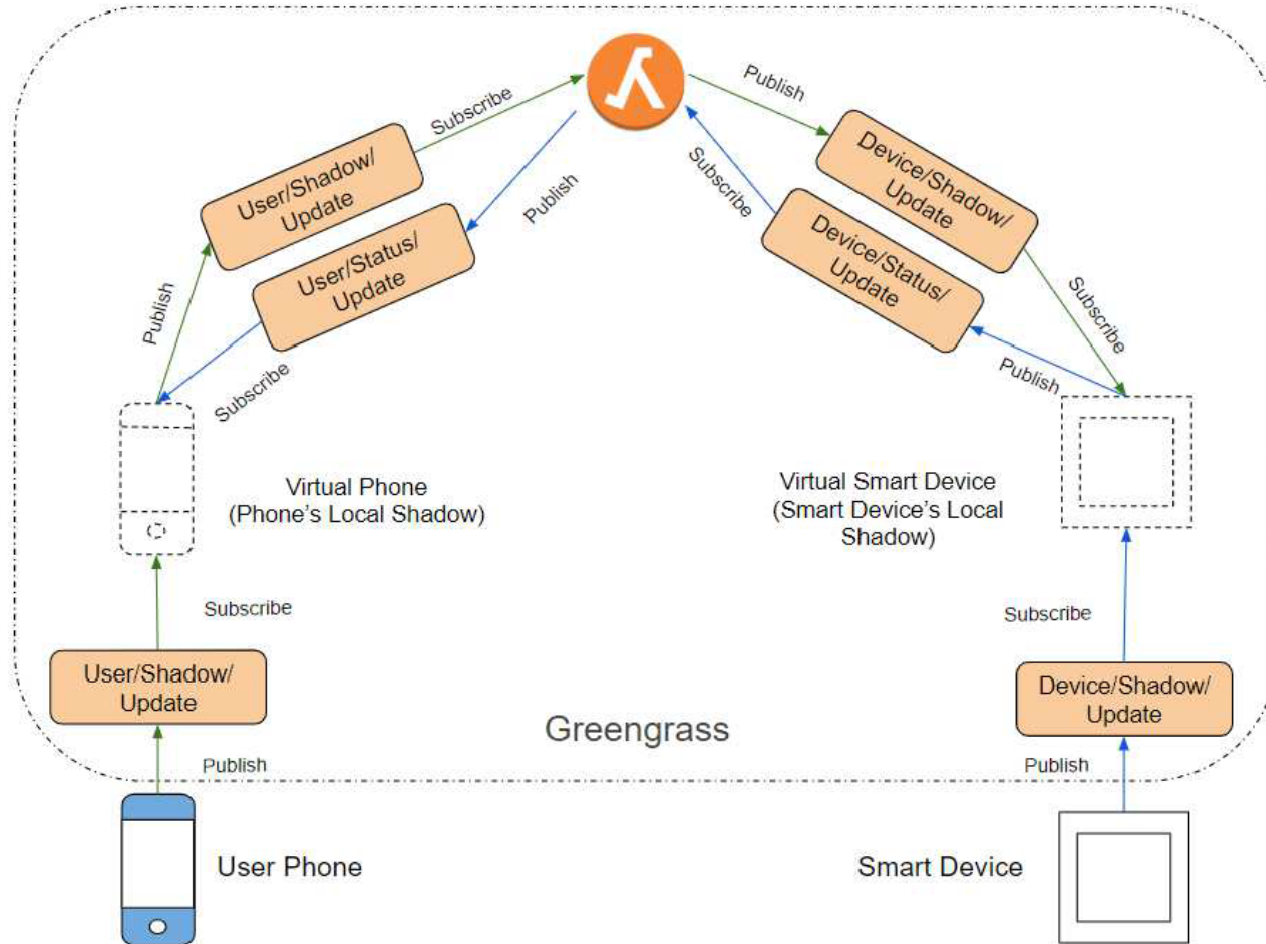 Publish
Subscribe
User/Shadow/
Update
Device/Shadow/
Update
Subscribe
Publish
User/Status/
Update
Device/Status/
Update
Publish
Subscribe
Subscribe
Publish
Virtual Phone
(Phone's Local Shadow)
Virtual Smart Device
(Smart Device's Local
Shadow)
Subscribe
Subscribe
User/Shadow/
Update
Device/Shadow/
Update
Greengrass
Publish
Publish
User Phone
Smart Device